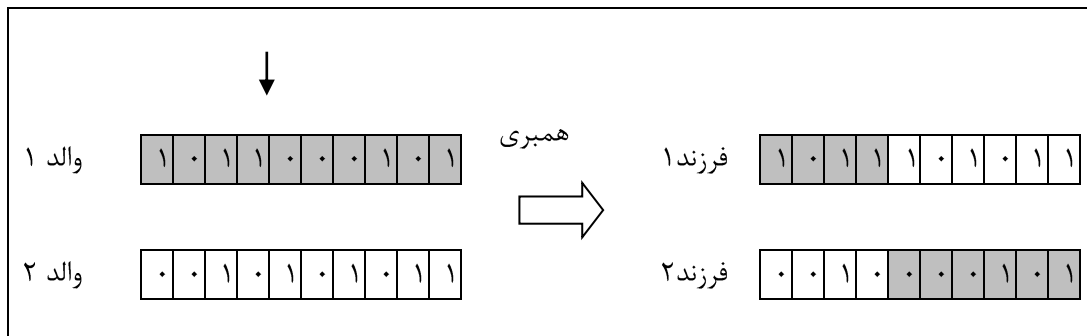 همبری
والد ۱
۱ ۰ ۱ ۱ ۰ ۰ ۰ ۱ ۰ ۱
فرزند۱
۱ ۰ ۱ ۱ ۱ ۰ ۱ ۰ ۱ ۱
والد ۲
۰ ۰ ۱ ۰ ۱ ۰ ۱ ۰ ۱ ۱
فرزند۲
۰ ۰ ۱ ۰ ۰ ۰ ۰ ۱ ۰ ۱